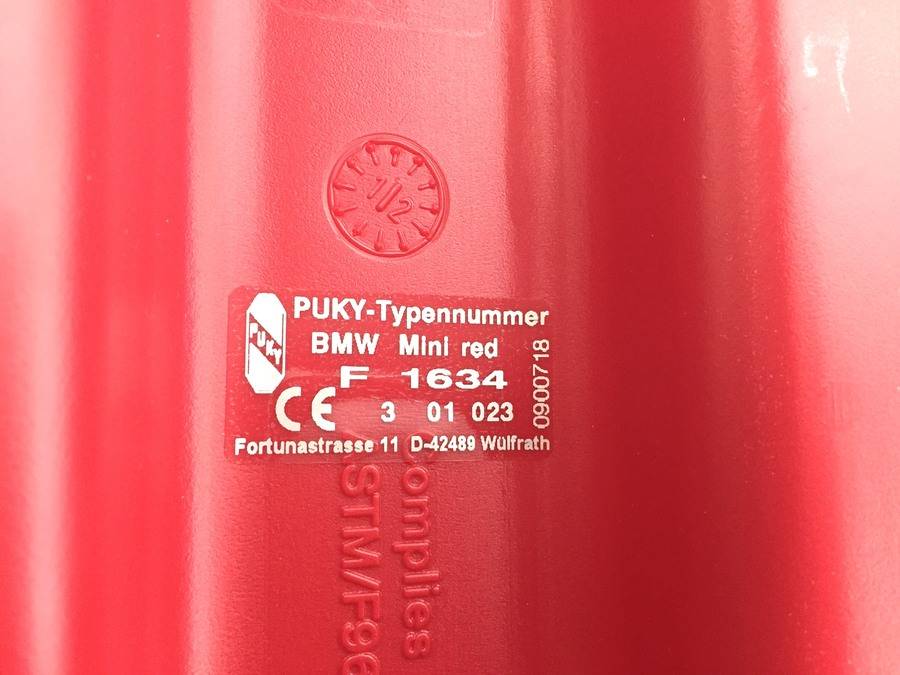 1/2
PUKY
PUKY-Typennummer
BMW Mini red
F 1634
CE 3 01 023
0900718
Fortunastrasse 11 D-42489 Wülfrath
Complies
STM/F96